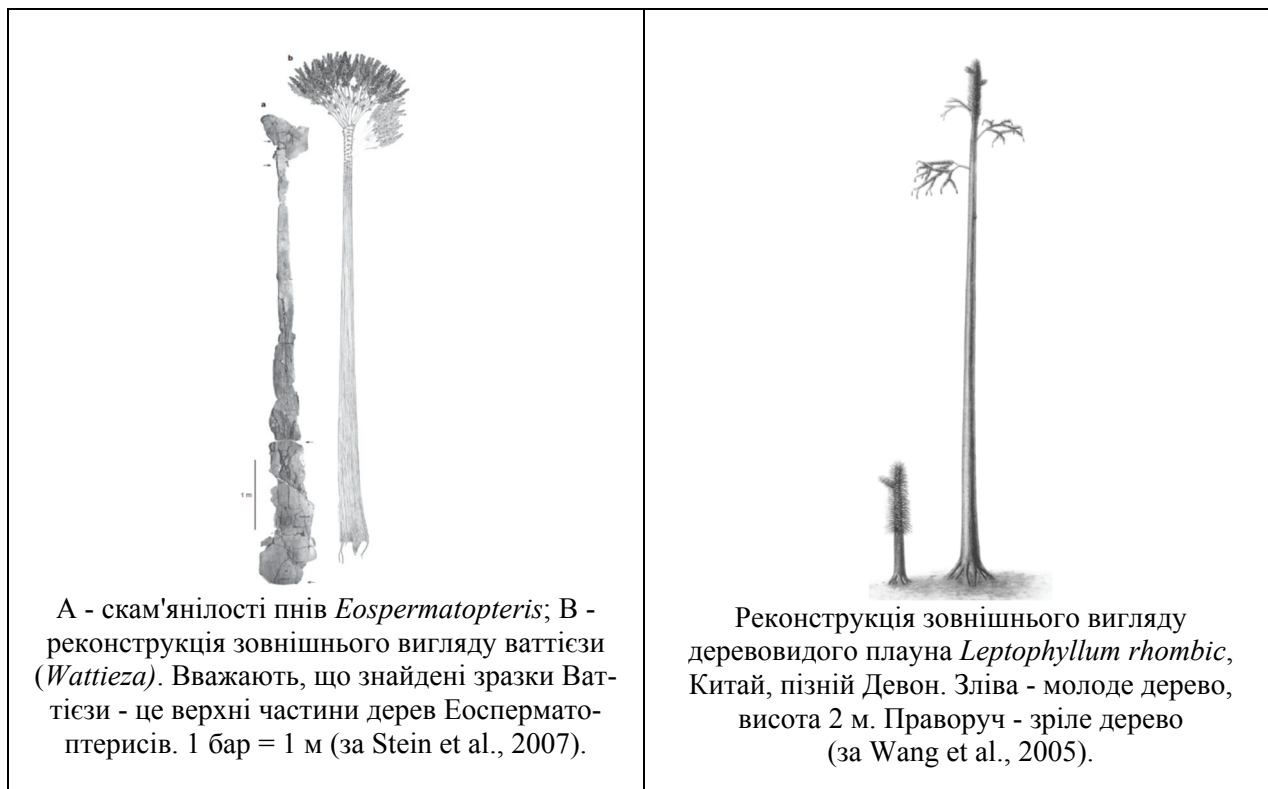 b
a
1 m
А - скам'янілості пнів Eospermatopteris; В -
реконструкція зовнішнього вигляду ваттієзи
(Wattieza). Вважають, що знайдені зразки Ват-
тієзи - це верхні частини дерев Еоспермато-
птерисів. 1 бар = 1 м (за Stein et al., 2007).
Реконструкція зовнішнього вигляду
деревовидого плауна Leptophyllum rhombic,
Китай, пізній Девон. Зліва - молоде дерево,
висота 2 м. Праворуч - зріле дерево
(за Wang et al., 2005).